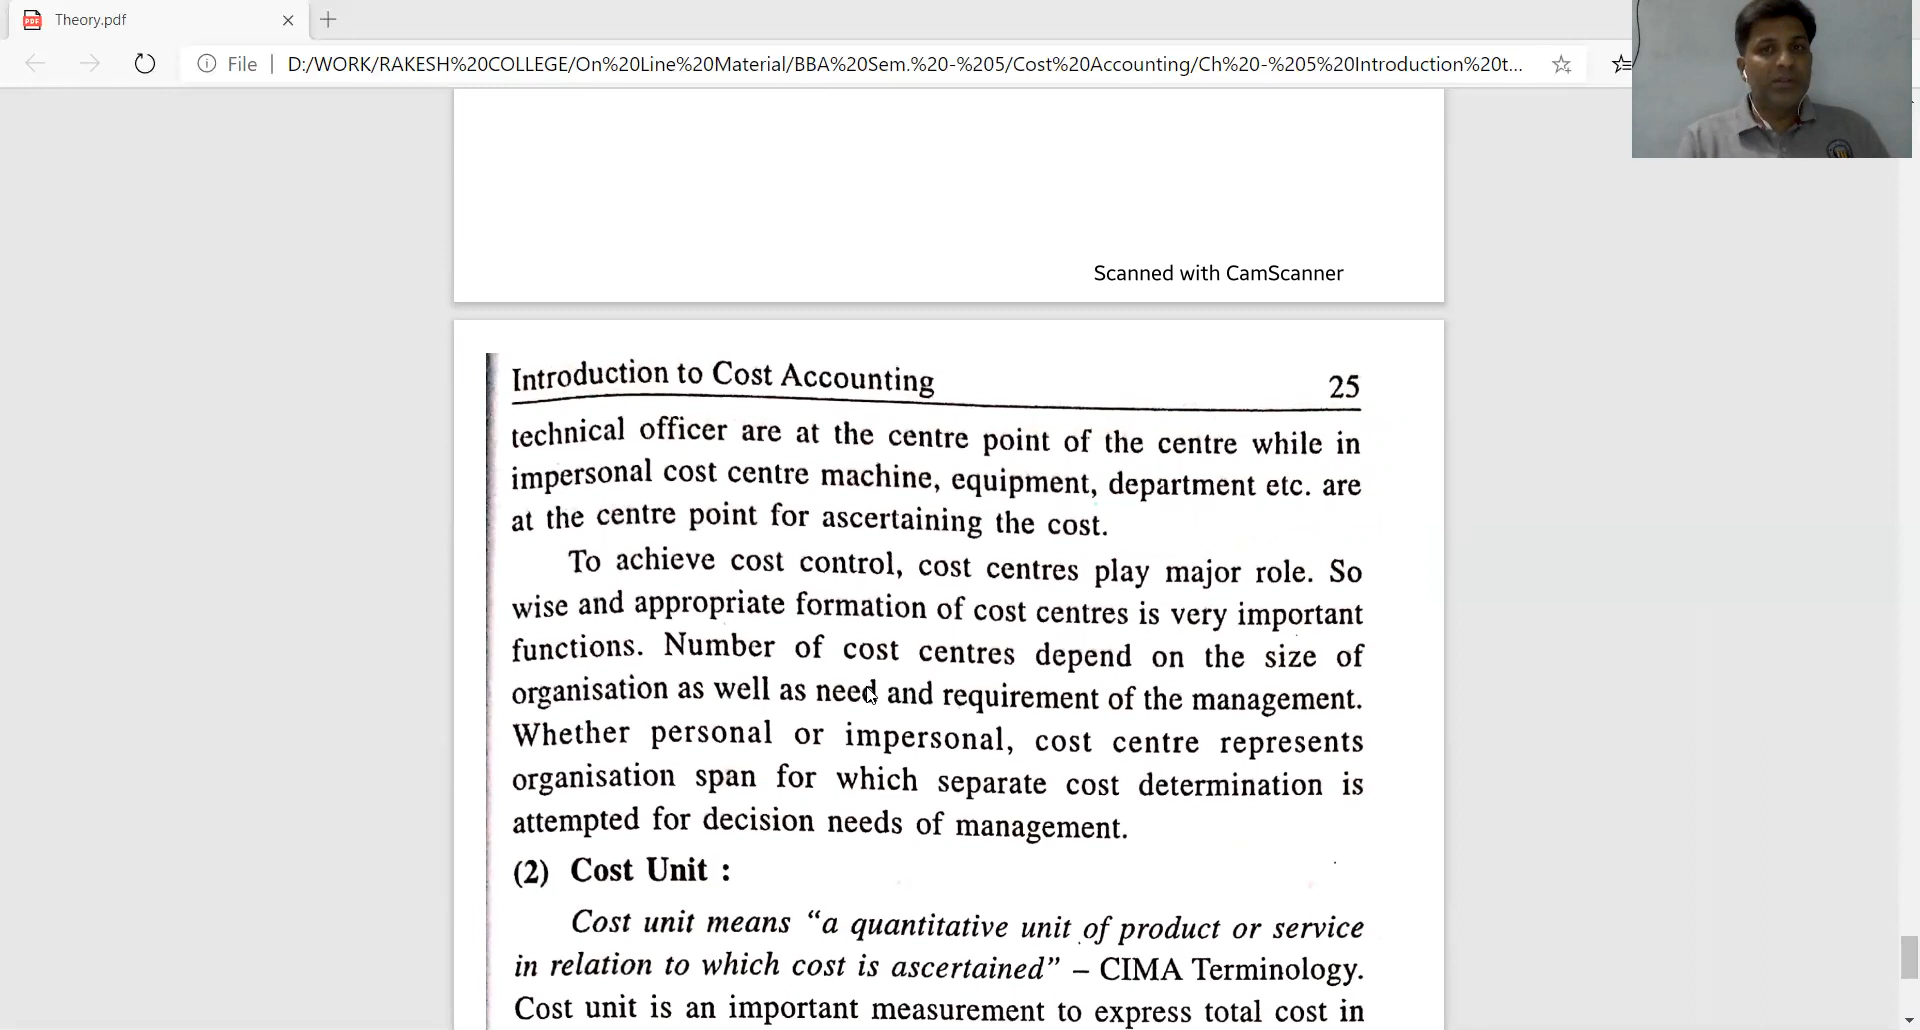 Theory.pdf
File
D:/WORK/RAKESH%20COLLEGE/On%20Line%20Material/BBA%20Sem.%20-%205/Cost%20Accounting/Ch%20-%205%20Introduction%20t...
Scanned with CamScanner
Introduction to Cost Accounting 25
technical officer are at the centre point of the centre while in
impersonal cost centre machine, equipment, department etc. are
at the centre point for ascertaining the cost.
To achieve cost control, cost centres play major role. So
wise and appropriate formation of cost centres is very important
functions. Number of cost centres depend on the size of
organisation as well as need and requirement of the management.
Whether personal or impersonal, cost centre represents
organisation span for which separate cost determination is
attempted for decision needs of management.
(2) Cost Unit :
Cost unit means “a quantitative unit of product or service
in relation to which cost is ascertained” – CIMA Terminology.
Cost unit is an important measurement to express total cost in